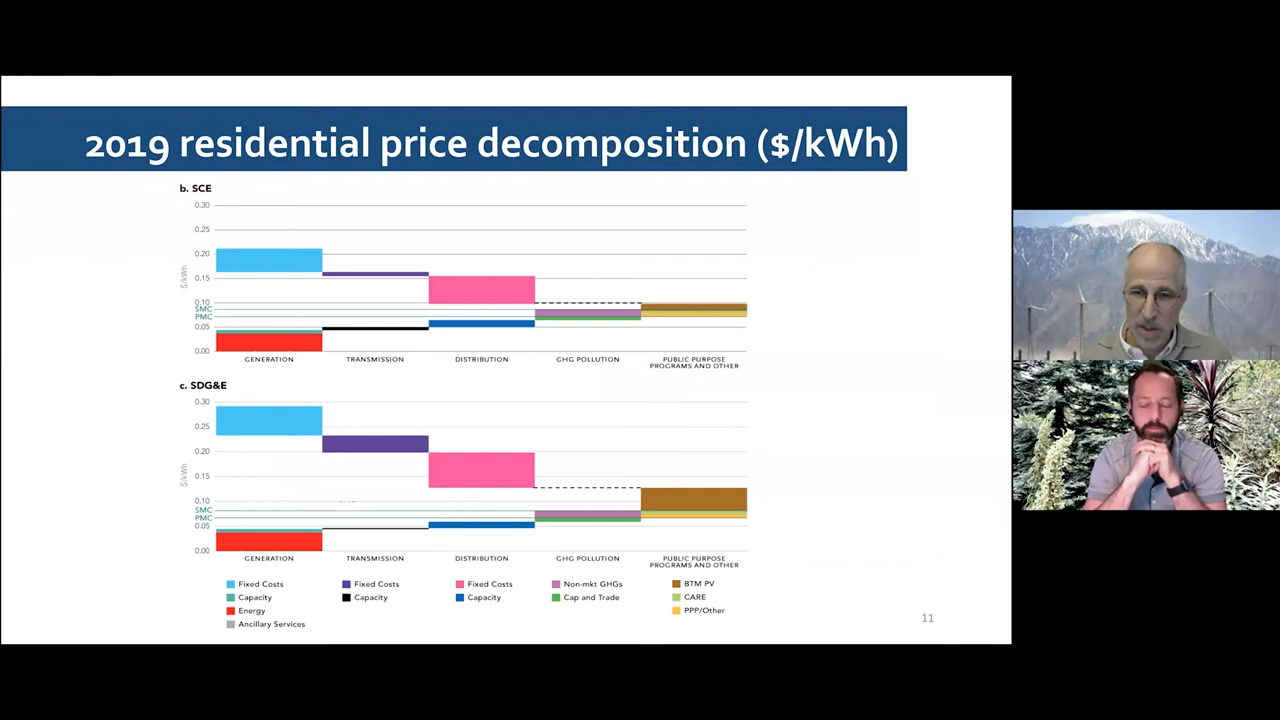 2019 residential price decomposition ($/kWh)
b. SCE
0.30
0.25
0.20
0.15
0.10
SMC
PMC
0.05
0.00
$/kWh
GENERATION
TRANSMISSION
DISTRIBUTION
GHG POLLUTION
PUBLIC PURPOSE
PROGRAMS AND OTHER
c. SDG&E
0.30
0.25
0.20
0.15
0.10
SMC
PMC
0.05
0.00
$/kWh
GENERATION
TRANSMISSION
DISTRIBUTION
GHG POLLUTION
PUBLIC PURPOSE
PROGRAMS AND OTHER
Fixed Costs
Capacity
Energy
Ancillary Services
Fixed Costs
Capacity
Fixed Costs
Capacity
Non-mkt GHGs
Cap and Trade
BTM PV
CARE
PPP/Other
11